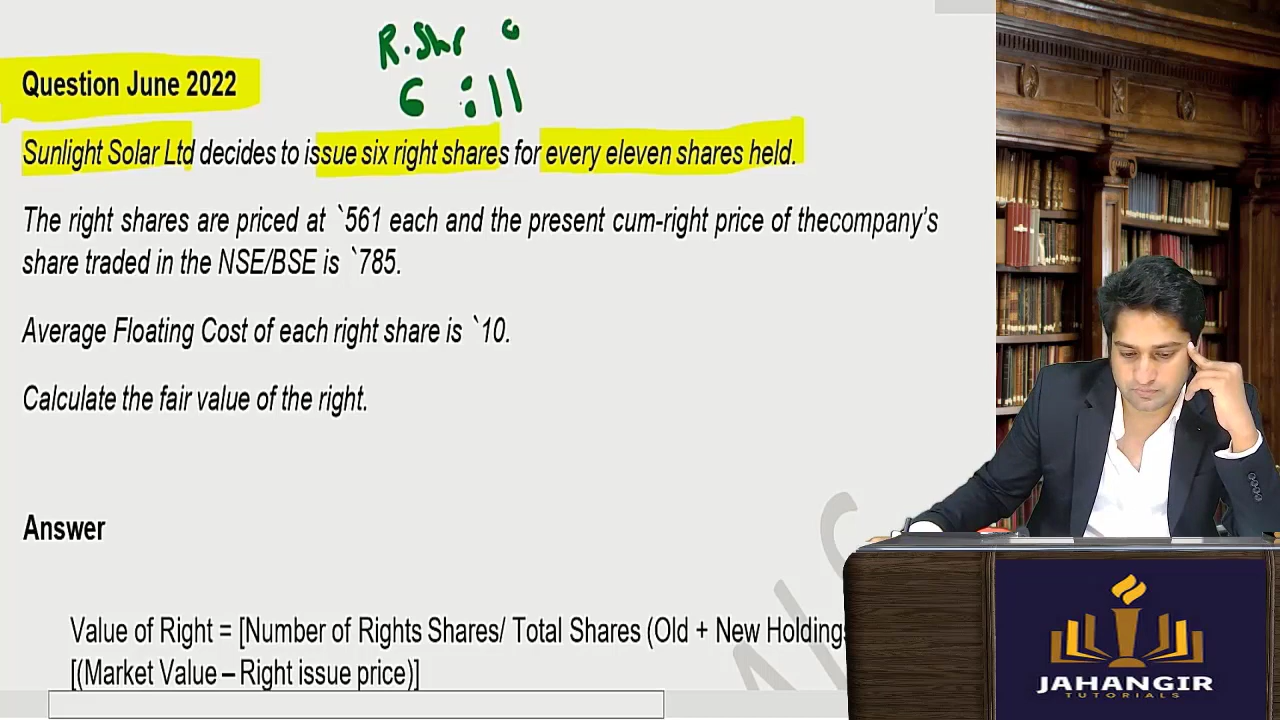 R.Shr
6 : 11
Question June 2022
Sunlight Solar Ltd decides to issue six right shares for every eleven shares held.
The right shares are priced at `561 each and the present cum-right price of thecompany’s
share traded in the NSE/BSE is `785.
Average Floating Cost of each right share is `10.
Calculate the fair value of the right.
Answer
Value of Right = [Number of Rights Shares/ Total Shares (Old + New Holdings
[(Market Value – Right issue price)]
JAHANGIR
TUTORIALS